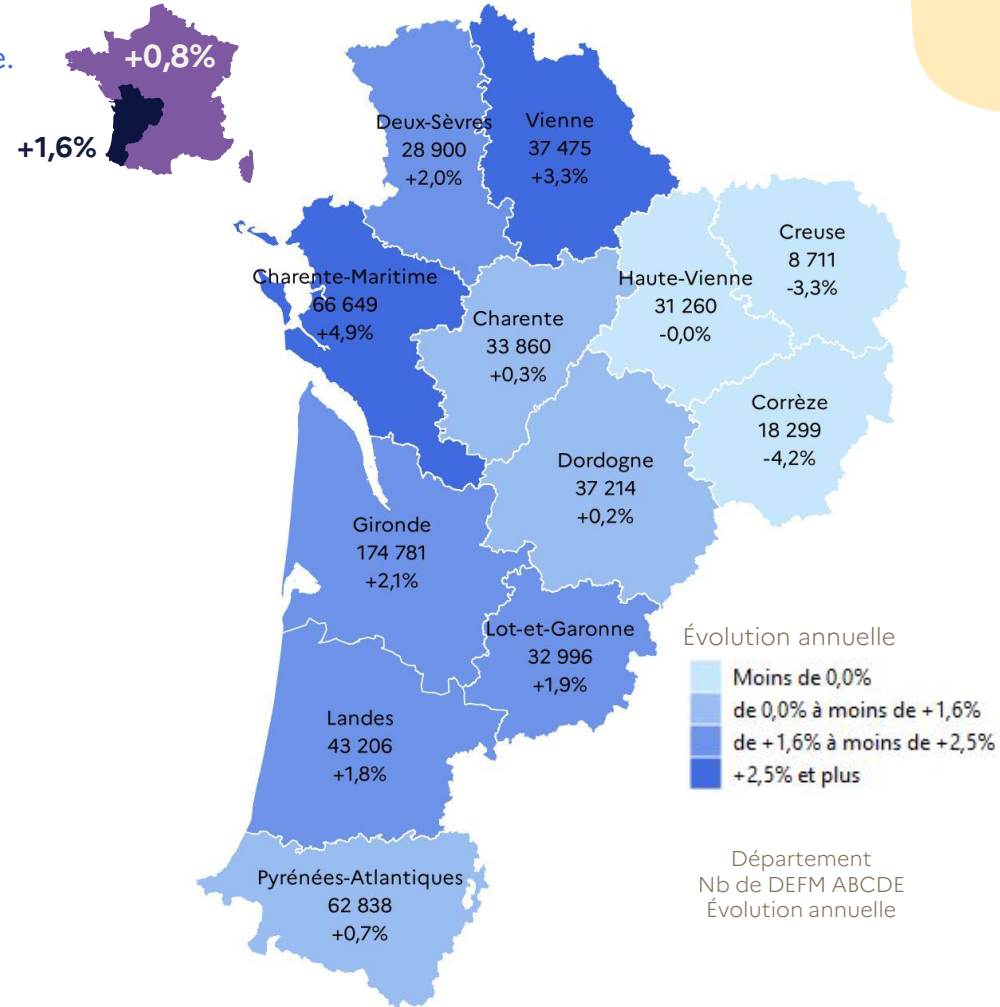 e.
+0,8%
+1,6%
Deux-Sèvres
28 900
+2,0%
Vienne
37 475
+3,3%
Creuse
8 711
-3,3%
Haute-Vienne
31 260
-0,0%
Charente-Maritime
66 649
+4,9%
Charente
33 860
+0,3%
Corrèze
18 299
-4,2%
Dordogne
37 214
+0,2%
Gironde
174 781
+2,1%
Lot-et-Garonne
32 996
+1,9%
Landes
43 206
+1,8%
Pyrénées-Atlantiques
62 838
+0,7%
Évolution annuelle
Moins de 0,0%
de 0,0% à moins de +1,6%
de +1,6% à moins de +2,5%
+2,5% et plus
Département
Nb de DEFM ABCDE
Évolution annuelle